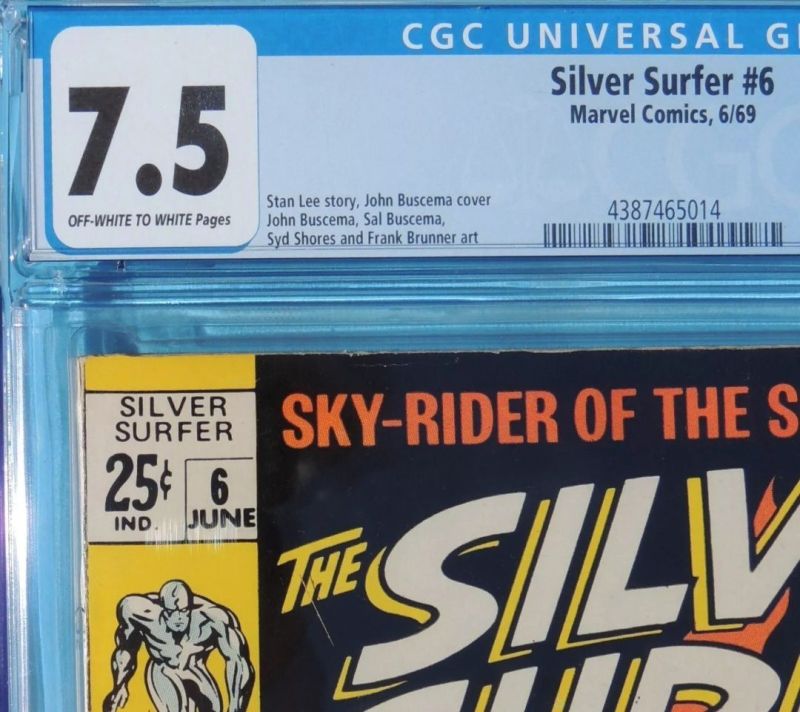 CGC UNIVERSAL G
Silver Surfer #6
Marvel Comics, 6/69
7.5
OFF-WHITE TO WHITE Pages
Stan Lee story, John Buscema cover
John Buscema, Sal Buscema,
Syd Shores and Frank Brunner art
4387465014
SILVER
SURFER
25¢
IND.
6
JUNE
SKY-RIDER OF THE S
THE SILV
SUR